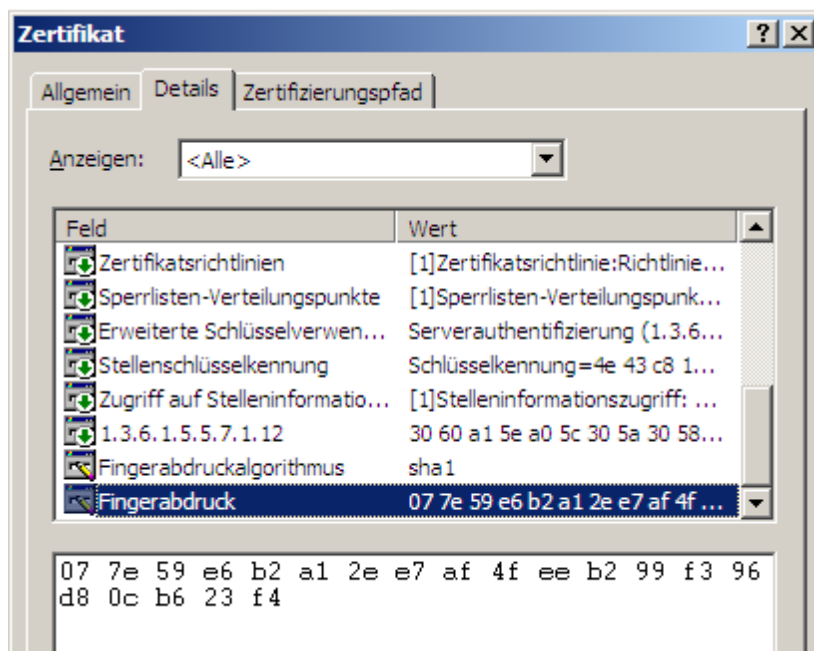 Zertifikat
Allgemein Details Zertifizierungspfad
Anzeigen: <Alle>
Feld Wert
Zertifikatsrichtlinien [1]Zertifikatsrichtlinie:Richtlinie...
Sperrlisten-Verteilungspunkte [1]Sperrlisten-Verteilungspunk...
Erweiterte Schlüsselverwen... Serverauthentifizierung (1.3.6...
Stellenschlüsselkennung Schlüsselkennung=4e 43 c8 1...
Zugriff auf Stelleninformatio... [1]Stelleninformationszugriff: ...
1.3.6.1.5.5.7.1.12 30 60 a1 5e a0 5c 30 5a 30 58...
Fingerabdruckalgorithmus sha1
Fingerabdruck 07 7e 59 e6 b2 a1 2e e7 af 4f ...
07 7e 59 e6 b2 a1 2e e7 af 4f ee b2 99 f3 96
d8 0c b6 23 f4